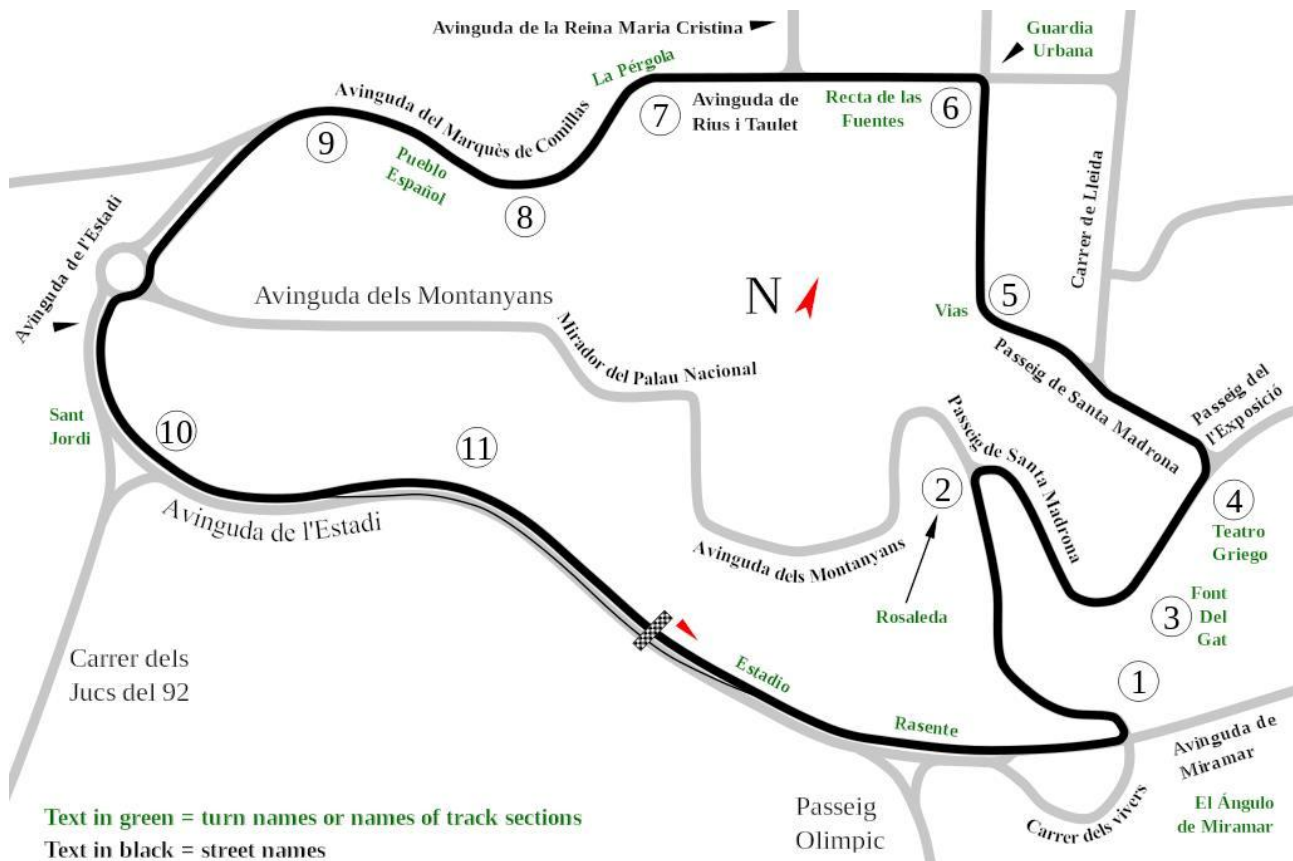 Avinguda de la Reina Maria Cristina
Guardia
Urbana
La Pérgola
Avinguda del Marquès de Comillas
7
Avinguda de
Rius i Taulet
Recta de las
Fuentes
6
9
Pueblo
Español
8
Carrer de Lleida
Avinguda de l'Estadi
Avinguda dels Montanyans
N
5
Vias
Mirador del Palau Nacional
Passeig de Santa Madrona
Passeig del
l'Exposició
Sant
Jordi
10
11
Passeig de Santa Madrona
2
4
Teatro
Griego
Avinguda de l'Estadi
Avinguda dels Montanyans
Rosaleda
3
Font
Del
Gat
Carrer dels
Jucs del 92
Estadio
1
Rasente
Avinguda de
Miramar
Passeig
Olimpic
Carrer dels vivers
El Ángulo
de Miramar
Text in green = turn names or names of track sections
Text in black = street names